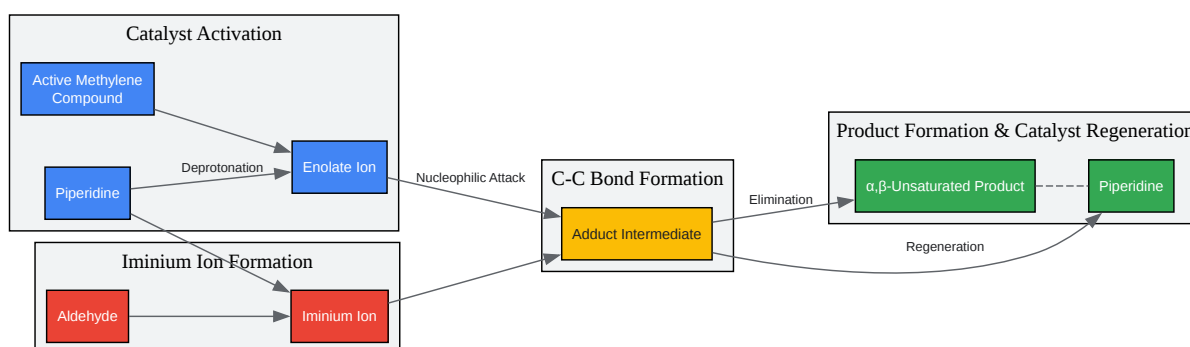 Catalyst Activation
Active Methylene
Compound
Piperidine
Deprotonation
Enolate Ion
Iminium Ion Formation
Aldehyde
Iminium Ion
Nucleophilic Attack
C-C Bond Formation
Adduct Intermediate
Elimination
Regeneration
Product Formation & Catalyst Regeneration
α,β-Unsaturated Product
Piperidine